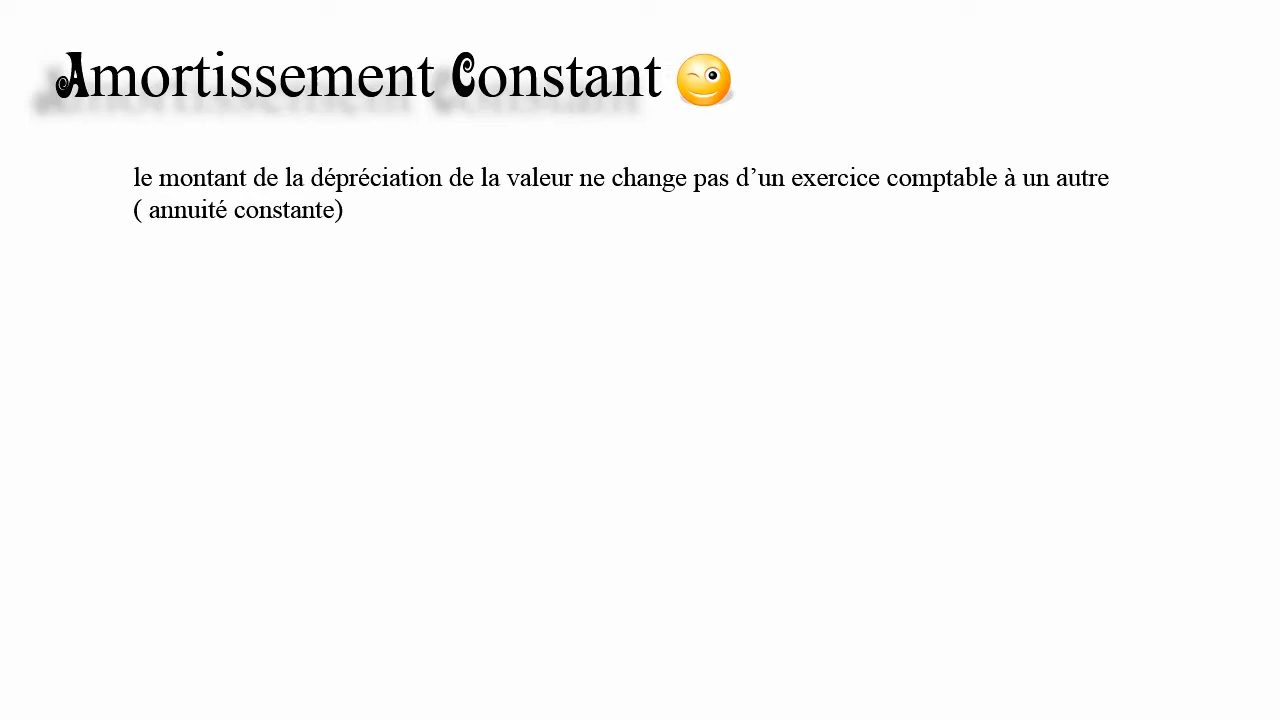 Amortissement Constant
le montant de la dépréciation de la valeur ne change pas d’un exercice comptable à un autre
( annuité constante)